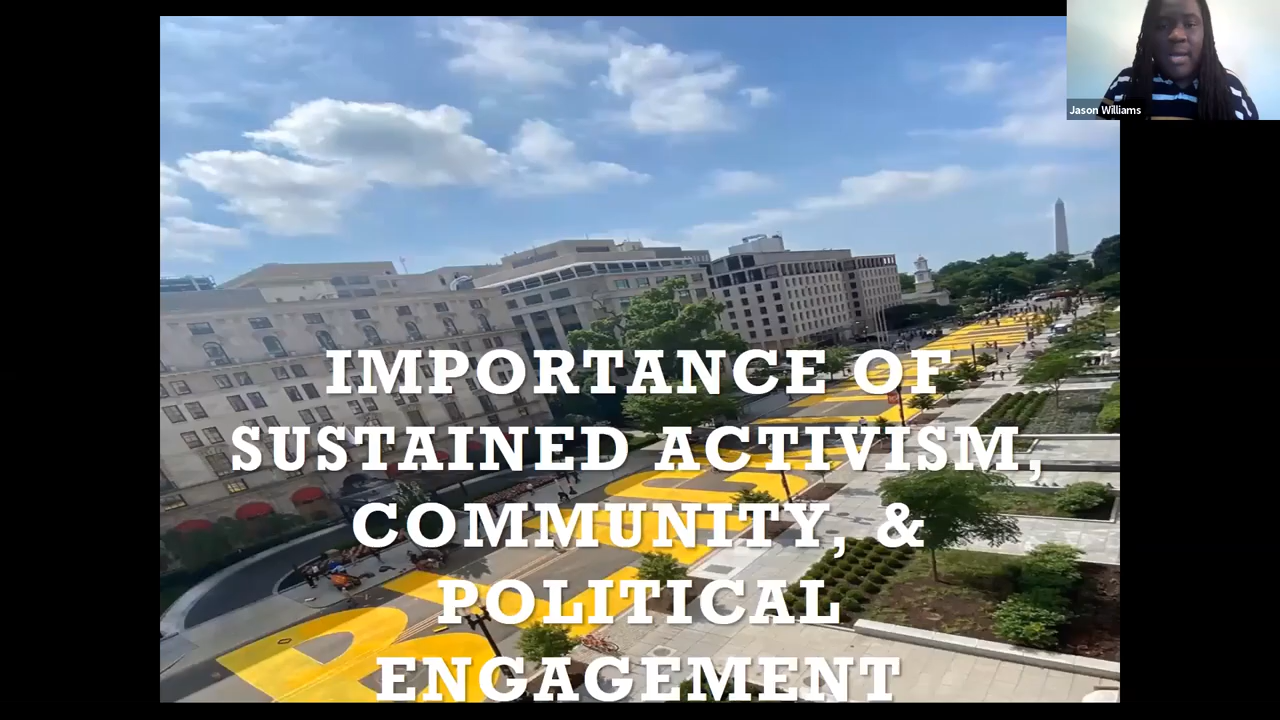 Jason Williams
IMPORTANCE OF
SUSTAINED ACTIVISM,
COMMUNITY, &
POLITICAL
ENGAGEMENT